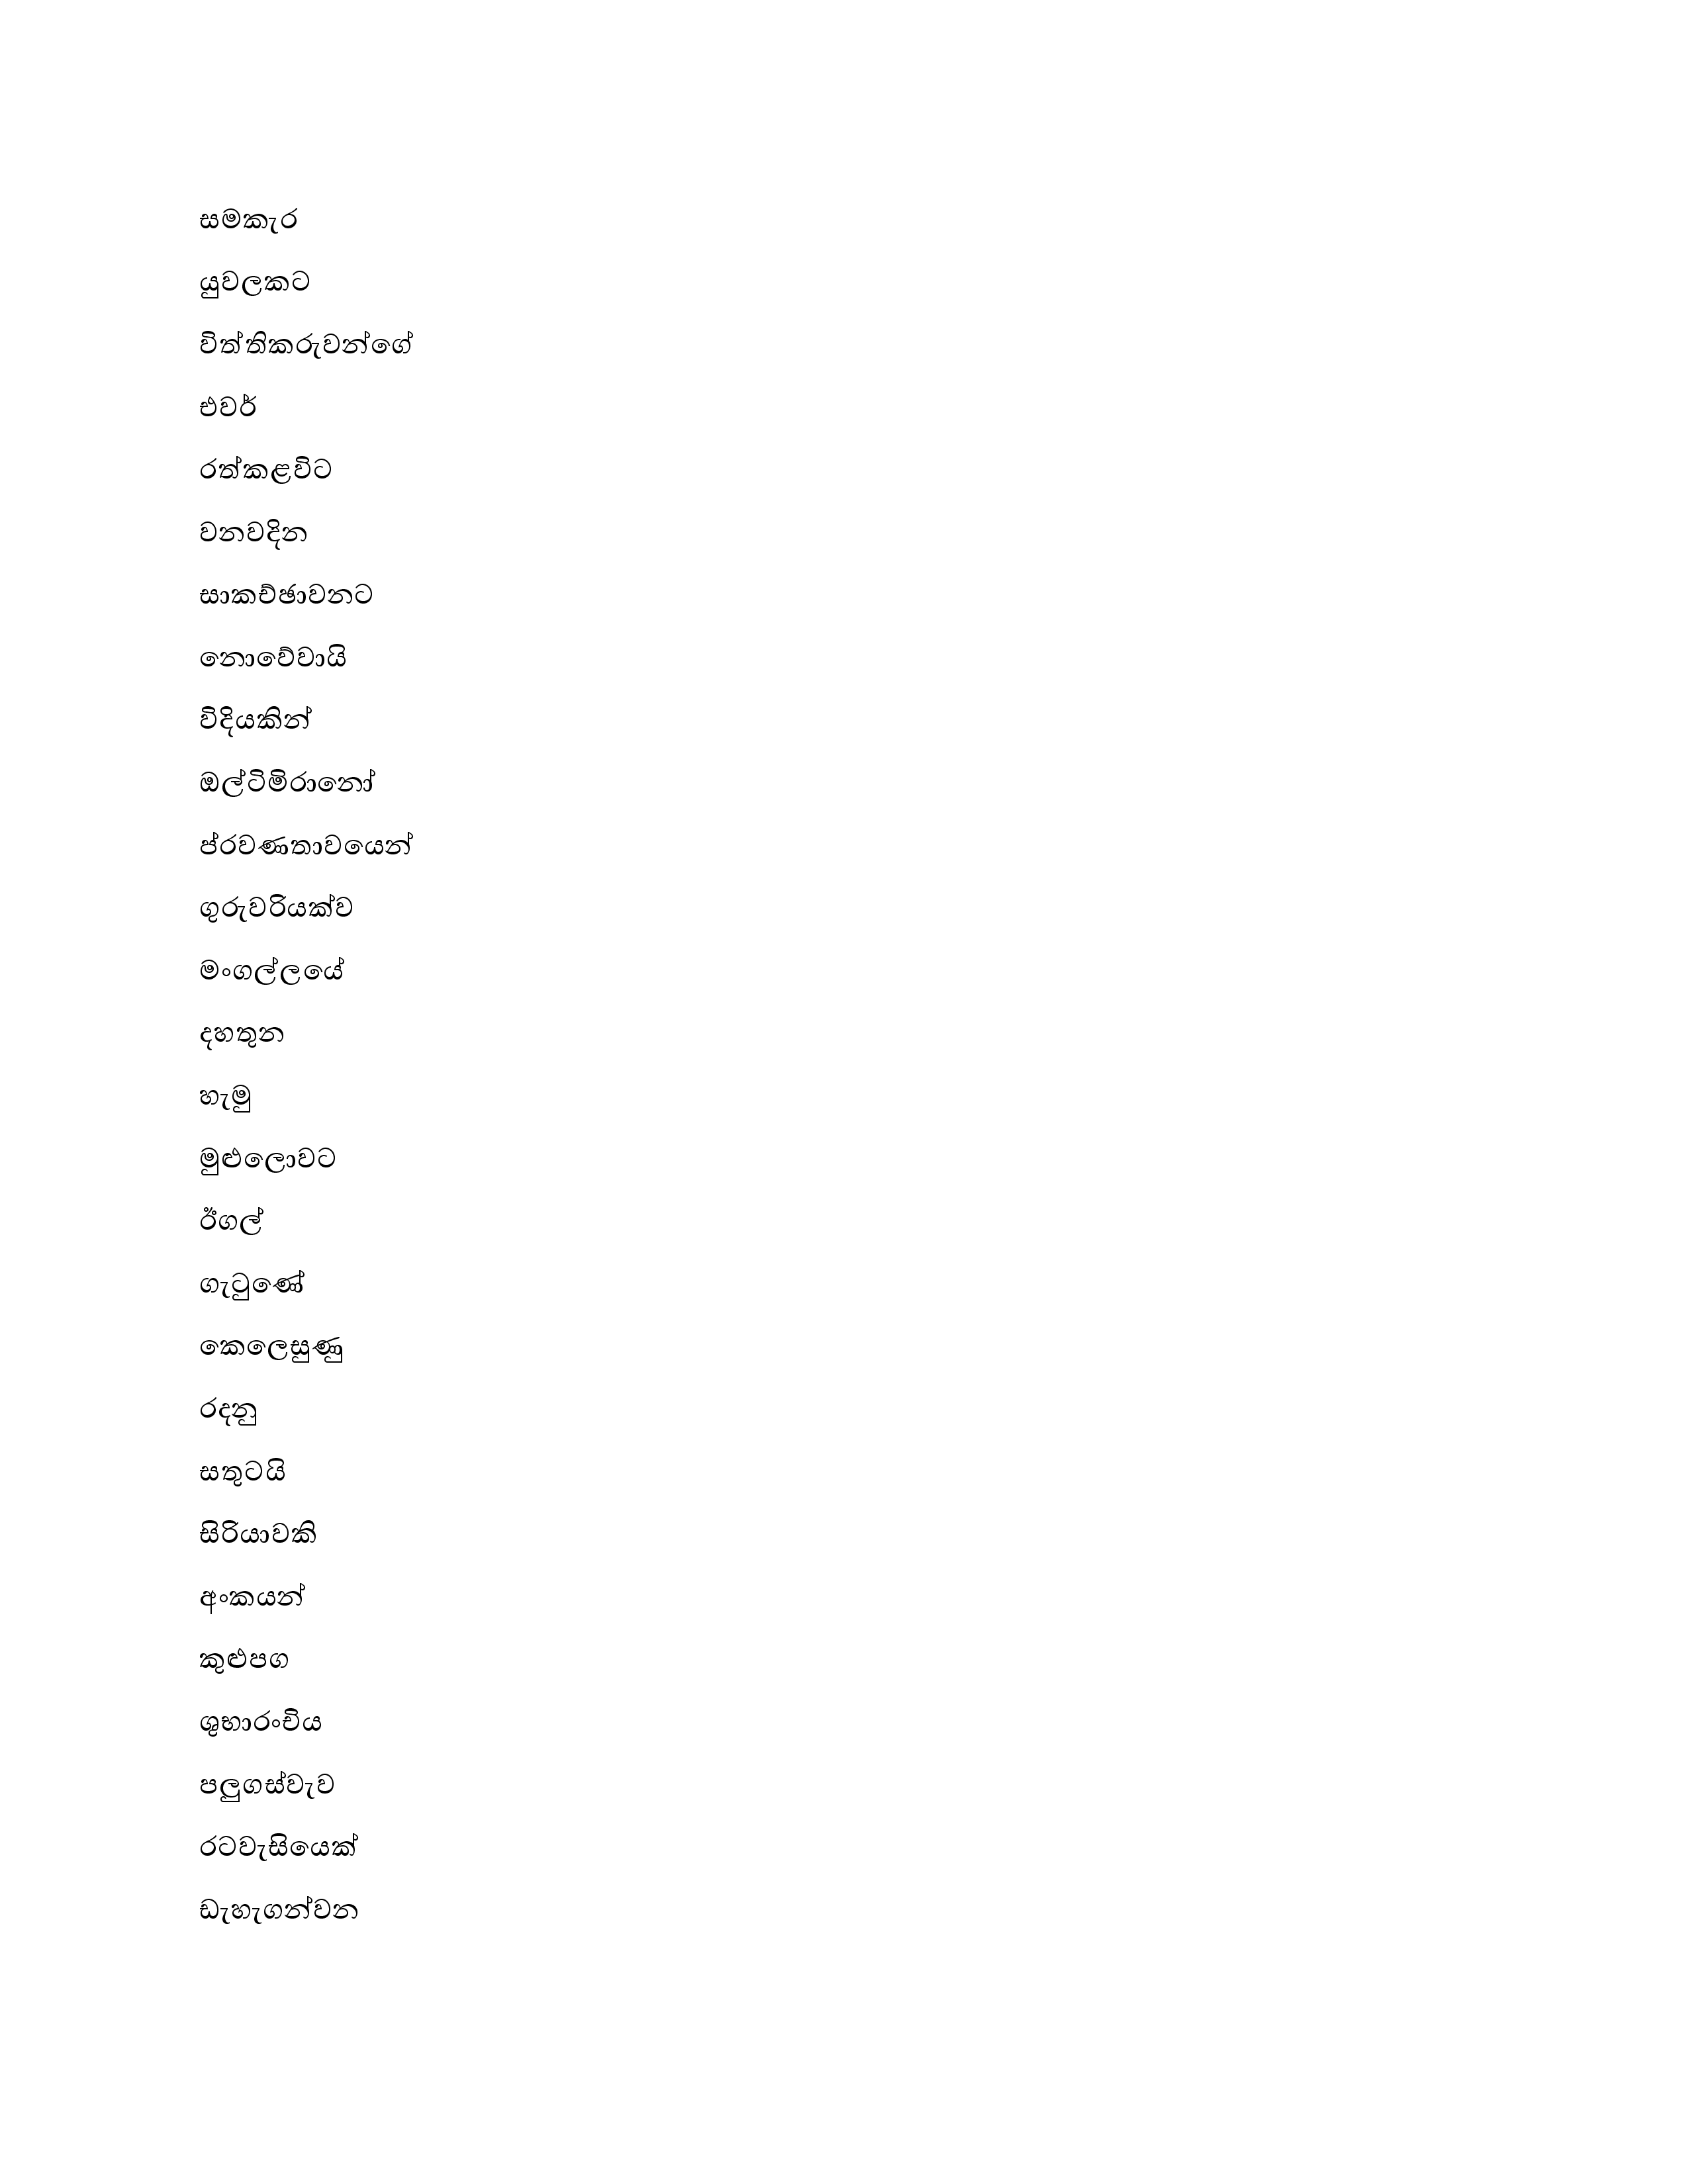 සමකැර
යුවලකට
විත්තිකරුවන්ගේ
එවර්
රත්කළවිට
වනවදින
සාකච්ඡාවනට
නොවේවායි
විදියකින්
ඔල්ටිමිරානෝ
ප්රවණතාවයෙන්
ගුරුවරියක්ව
මංගල්ලයේ
දහතුන
හැමු
මුළුලොවට
ඊගල්
ගැටුණේ
කෙලෙසුණු
රදනු
සතුටයි
සිරියාවකි
අංකයන්
කුළුපග
ශුභාරංචිය
පලුගස්වැව
රටවැසියෙක්
ඩැහැගන්වන